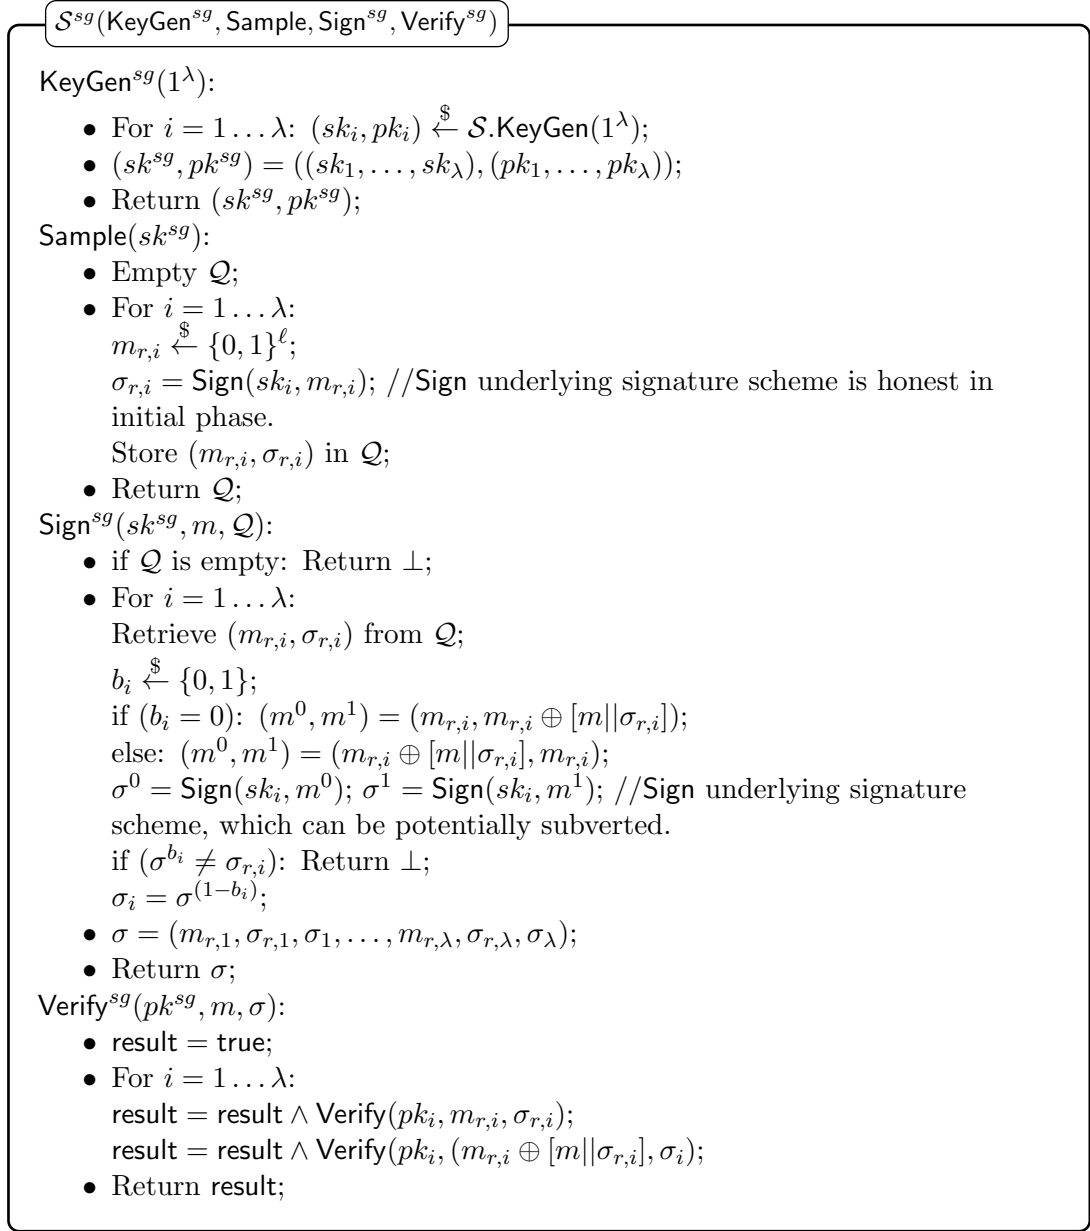 𝒮^{sg}(KeyGen^{sg}, Sample, Sign^{sg}, Verify^{sg})
KeyGen^{sg}(1^λ):
• For i = 1 … λ: (sk_i, pk_i) ←^$ 𝒮.KeyGen(1^λ);
• (sk^{sg}, pk^{sg}) = ((sk_1, …, sk_λ), (pk_1, …, pk_λ));
• Return (sk^{sg}, pk^{sg});
Sample(sk^{sg}):
• Empty 𝒬;
• For i = 1 … λ:
m_{r,i} ←^$ {0, 1}^ℓ;
σ_{r,i} = Sign(sk_i, m_{r,i}); //Sign underlying signature scheme is honest in
initial phase.
Store (m_{r,i}, σ_{r,i}) in 𝒬;
• Return 𝒬;
Sign^{sg}(sk^{sg}, m, 𝒬):
• if 𝒬 is empty: Return ⊥;
• For i = 1 … λ:
Retrieve (m_{r,i}, σ_{r,i}) from 𝒬;
b_i ←^$ {0, 1};
if (b_i = 0): (m^0, m^1) = (m_{r,i}, m_{r,i} ⊕ [m||σ_{r,i}]);
else: (m^0, m^1) = (m_{r,i} ⊕ [m||σ_{r,i}], m_{r,i});
σ^0 = Sign(sk_i, m^0); σ^1 = Sign(sk_i, m^1); //Sign underlying signature
scheme, which can be potentially subverted.
if (σ^{b_i} ≠ σ_{r,i}): Return ⊥;
σ_i = σ^{(1−b_i)};
• σ = (m_{r,1}, σ_{r,1}, σ_1, …, m_{r,λ}, σ_{r,λ}, σ_λ);
• Return σ;
Verify^{sg}(pk^{sg}, m, σ):
• result = true;
• For i = 1 … λ:
result = result ∧ Verify(pk_i, m_{r,i}, σ_{r,i});
result = result ∧ Verify(pk_i, (m_{r,i} ⊕ [m||σ_{r,i}], σ_i);
• Return result;